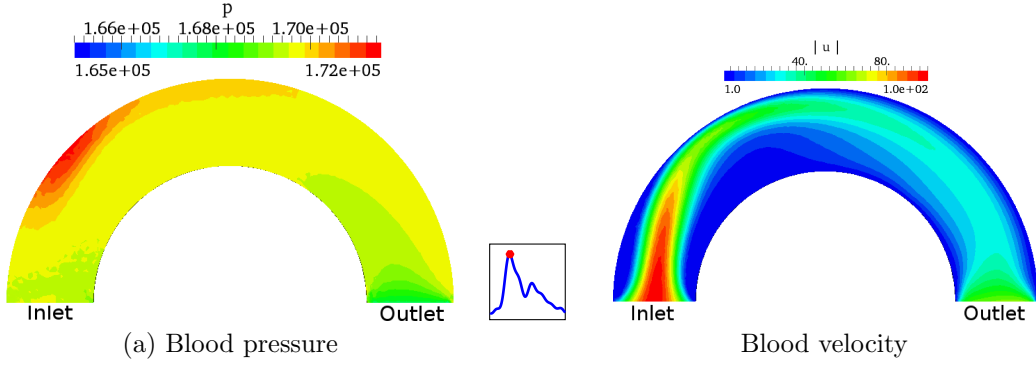 p
1.66e+05 1.68e+05 1.70e+05
1.65e+05 1.72e+05
Inlet Outlet
(a) Blood pressure
| u |
40. 80.
1.0 1.0e+02
Inlet Outlet
Blood velocity